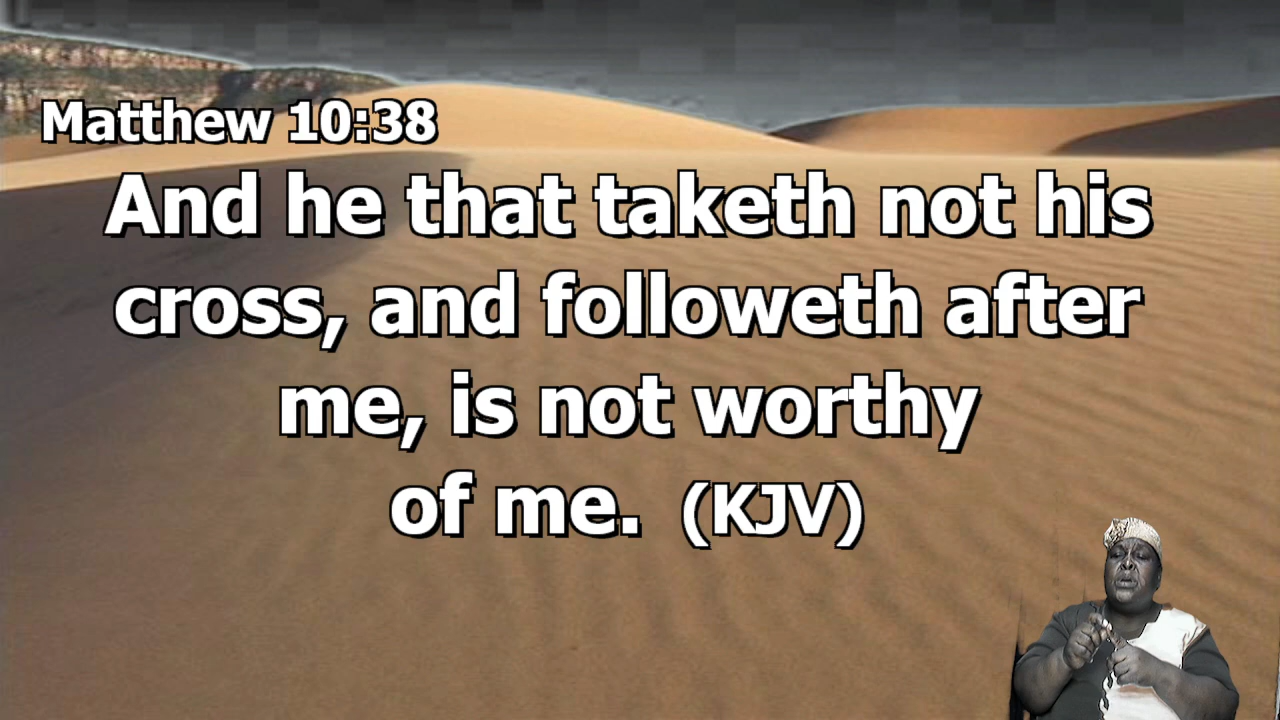 Matthew 10:38
And he that taketh not his
cross, and followeth after
me, is not worthy
of me. (KJV)